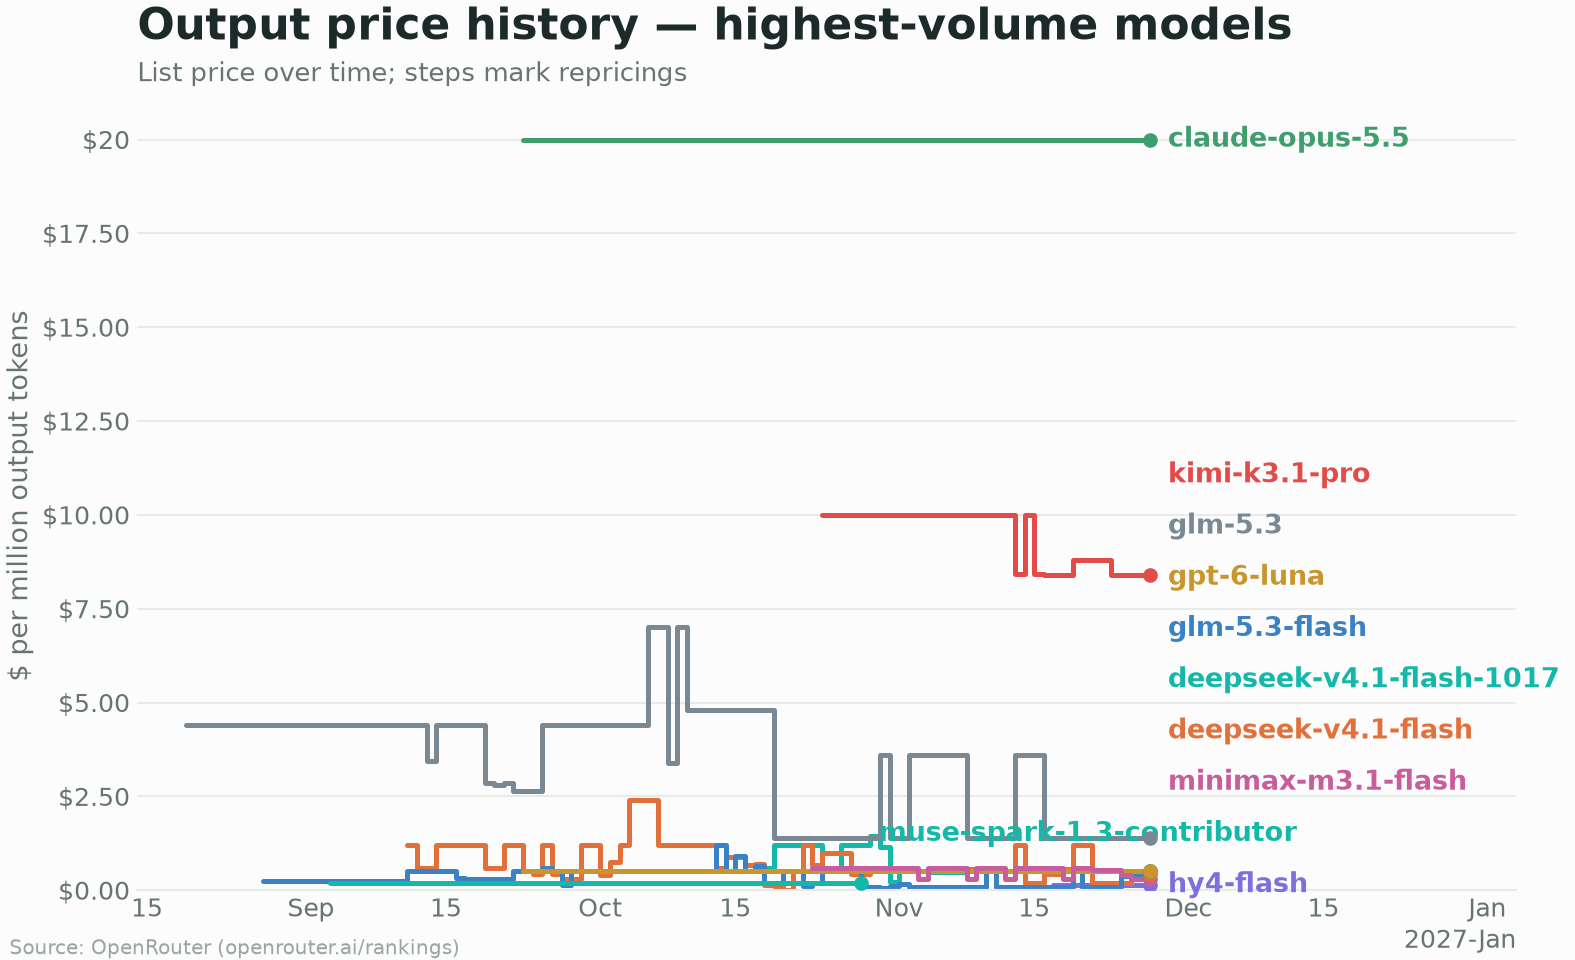 Output price history — highest-volume models
List price over time; steps mark repricings
$ per million output tokens
$20
$17.50
$15.00
$12.50
$10.00
$7.50
$5.00
$2.50
$0.00
claude-opus-5.5
kimi-k3.1-pro
glm-5.3
gpt-6-luna
glm-5.3-flash
deepseek-v4.1-flash-1017
deepseek-v4.1-flash
minimax-m3.1-flash
muse-spark-1.3-contributor
hy4-flash
15 Sep 15 Oct 15 Nov 15 Dec 15 Jan
2027-Jan
Source: OpenRouter (openrouter.ai/rankings)